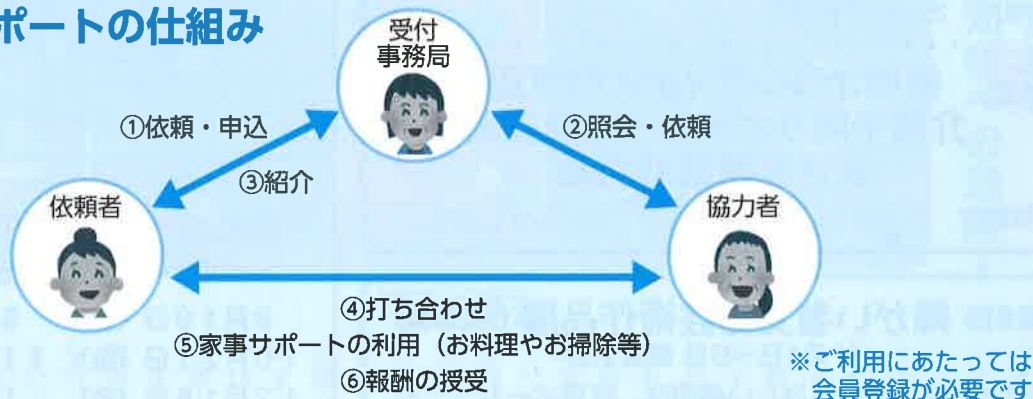 ポートの仕組み
受付
事務局
①依頼・申込
②照会・依頼
③紹介
依頼者
協力者
④打ち合わせ
⑤家事サポートの利用（お料理やお掃除等）
⑥報酬の授受
※ご利用にあたっては
会員登録が必要です